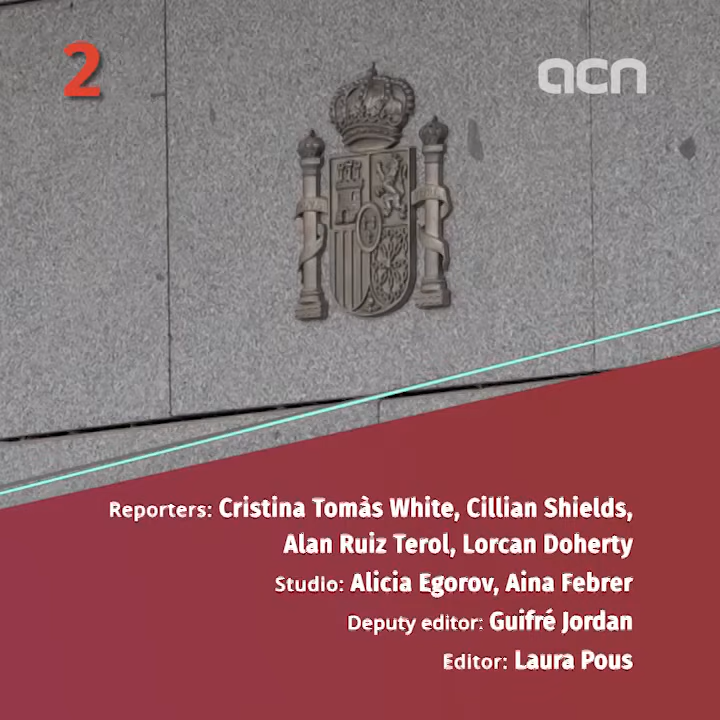 2
acn
Reporters: Cristina Tomàs White, Cillian Shields,
Alan Ruiz Terol, Lorcan Doherty
Studio: Alicia Egorov, Aina Febrer
Deputy editor: Guifré Jordan
Editor: Laura Pous